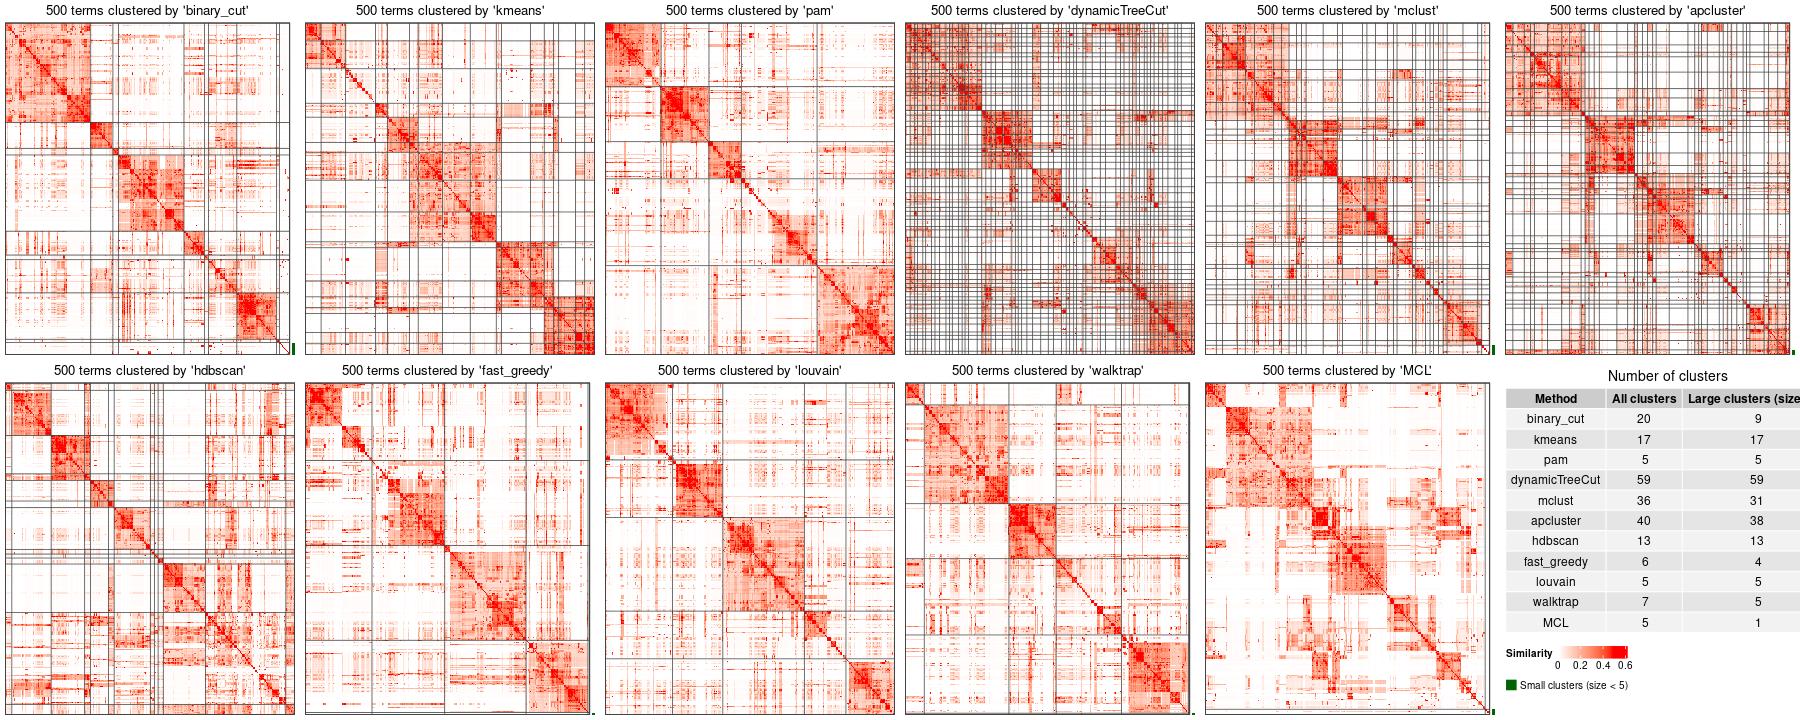 500 terms clustered by 'binary_cut'
500 terms clustered by 'kmeans'
500 terms clustered by 'pam'
500 terms clustered by 'dynamicTreeCut'
500 terms clustered by 'mclust'
500 terms clustered by 'apcluster'
500 terms clustered by 'hdbscan'
500 terms clustered by 'fast_greedy'
500 terms clustered by 'louvain'
500 terms clustered by 'walktrap'
500 terms clustered by 'MCL'
Number of clusters
Method All clusters Large clusters (size
binary_cut 20 9
kmeans 17 17
pam 5 5
dynamicTreeCut 59 59
mclust 36 31
apcluster 40 38
hdbscan 13 13
fast_greedy 6 4
louvain 5 5
walktrap 7 5
MCL 5 1
Similarity
0 0.2 0.4 0.6
Small clusters (size < 5)